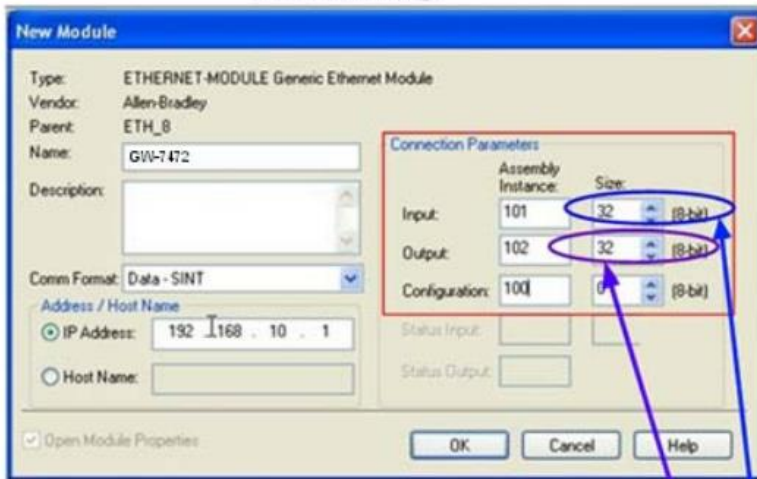 New Module
Type: ETHERNET-MODULE Generic Ethernet Module
Vendor: Allen-Bradley
Parent: ETH_8
Name: GW-7472
Description:
Comm Format: Data - SINT
Address / Host Name
IP Address: 192 . 168 . 10 . 1
Host Name:
Connection Parameters
Assembly Instance: Size:
Input: 101 32 (8-bit)
Output: 102 32 (8-bit)
Configuration: 100 0 (8-bit)
Status Input:
Status Output:
Open Module Properties
OK Cancel Help